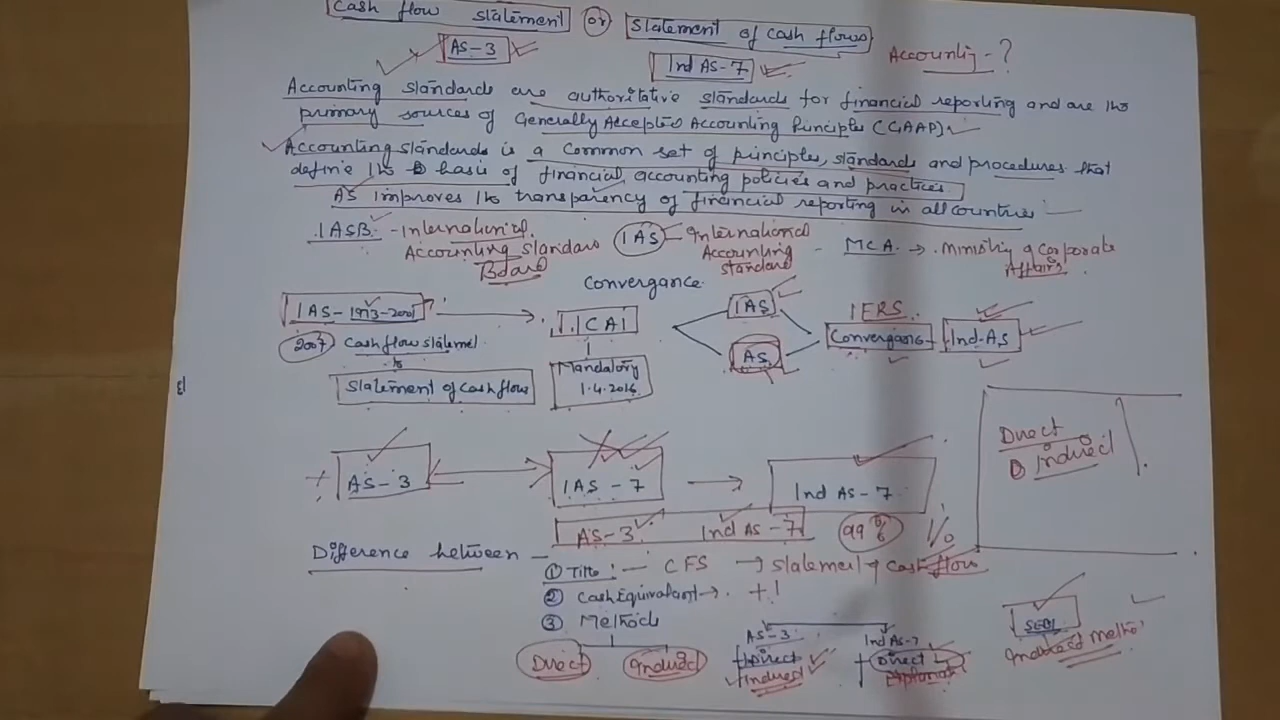 Cash flow statement or Statement of cash flows
AS-3
Ind AS-7
Accounting - ?
Accounting standards are authoritative standards for financial reporting and are the
primary sources of Generally Accepted Accounting Principles (GAAP)
Accounting standards is a common set of principles, standards and procedures that
define the basis of financial accounting policies and practices
AS improves the transparency of financial reporting in all countries
IASB - International
Accounting standard
Board
IAS - International
Accounting
standard
MCA → Ministry of Corporate
Affairs
Convergance
IAS - 1973-2001 → ICAI
IAS
AS
IFRS
Convergance - Ind-AS
2007 Cash flow statement
to
Statement of cash flow
Mandatory
1.4.2016
Direct
Indirect
+ AS-3
IAS-7 → Ind AS-7
AS-3 Ind AS-7 99%
Difference between -
① Title : - CFS → Statement of cash flow
② Cash Equivalent → +1
③ Methods
Direct Indirect
AS-3
Direct
Indirect
Ind AS-7
Direct
SEBI
Indirect method
13